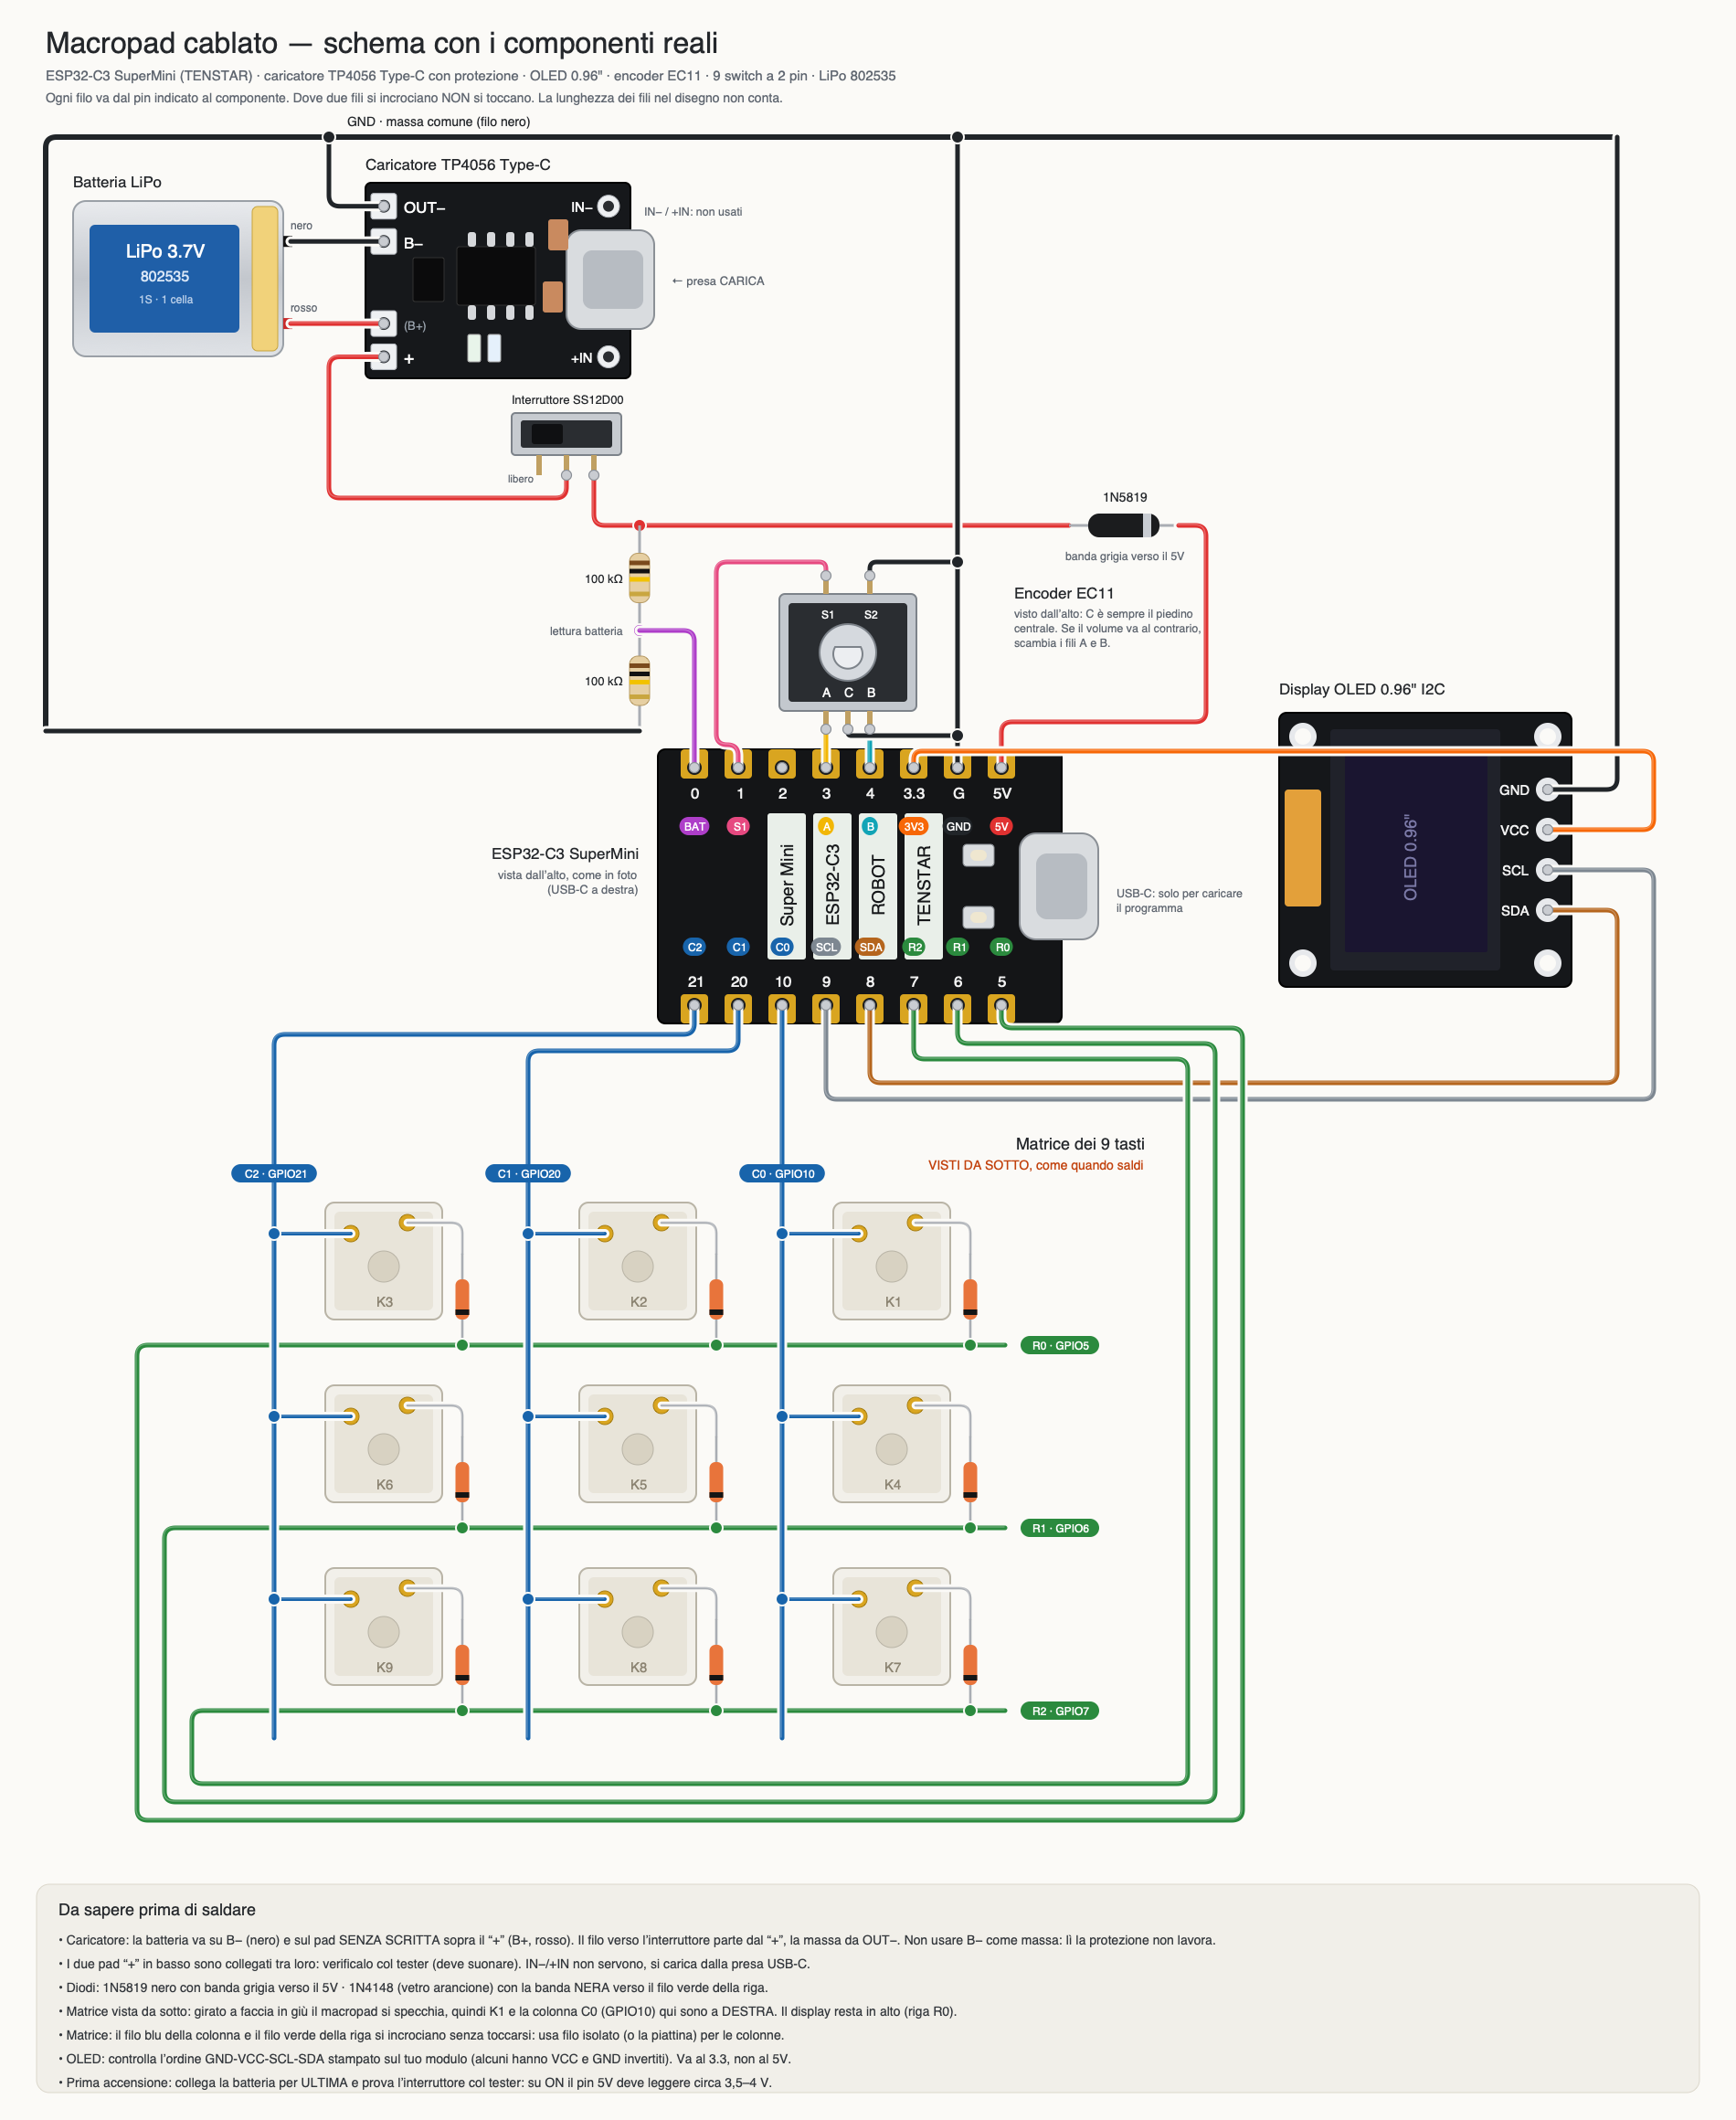 Macropad cablato — schema con i componenti reali
ESP32-C3 SuperMini (TENSTAR) · caricatore TP4056 Type-C con protezione · OLED 0.96" · encoder EC11 · 9 switch a 2 pin · LiPo 802535
Ogni filo va dal pin indicato al componente. Dove due fili si incrociano NON si toccano. La lunghezza dei fili nel disegno non conta.
GND · massa comune (filo nero)
Caricatore TP4056 Type-C
Batteria LiPo
OUT– IN–
IN– / +IN: non usati
nero
B–
LiPo 3.7V
802535
1S · 1 cella
← presa CARICA
rosso
(B+)
+ +IN
Interruttore SS12D00
libero
1N5819
banda grigia verso il 5V
100 kΩ
Encoder EC11
visto dall'alto: C è sempre il piedino
centrale. Se il volume va al contrario,
scambia i fili A e B.
S1 S2
lettura batteria
100 kΩ
A C B
Display OLED 0.96" I2C
0 1 2 3 4 3.3 G 5V
BAT S1 A B 3V3 GND 5V
GND
VCC
SCL
SDA
OLED 0.96"
ESP32-C3 SuperMini
vista dall'alto, come in foto
(USB-C a destra)
Super Mini
ESP32-C3
ROBOT
TENSTAR
USB-C: solo per caricare
il programma
C2 C1 C0 SCL SDA R2 R1 R0
21 20 10 9 8 7 6 5
Matrice dei 9 tasti
VISTI DA SOTTO, come quando saldi
C2 · GPIO21 C1 · GPIO20 C0 · GPIO10
K3 K2 K1
R0 · GPIO5
K6 K5 K4
R1 · GPIO6
K9 K8 K7
R2 · GPIO7
Da sapere prima di saldare
• Caricatore: la batteria va su B– (nero) e sul pad SENZA SCRITTA sopra il “+” (B+, rosso). Il filo verso l'interruttore parte dal “+”, la massa da OUT–. Non usare B– come massa: lì la protezione non lavora.
• I due pad “+” in basso sono collegati tra loro: verificalo col tester (deve suonare). IN–/+IN non servono, si carica dalla presa USB-C.
• Diodi: 1N5819 nero con banda grigia verso il 5V · 1N4148 (vetro arancione) con la banda NERA verso il filo verde della riga.
• Matrice vista da sotto: girato a faccia in giù il macropad si specchia, quindi K1 e la colonna C0 (GPIO10) qui sono a DESTRA. Il display resta in alto (riga R0).
• Matrice: il filo blu della colonna e il filo verde della riga si incrociano senza toccarsi: usa filo isolato (o la piattina) per le colonne.
• OLED: controlla l'ordine GND-VCC-SCL-SDA stampato sul tuo modulo (alcuni hanno VCC e GND invertiti). Va al 3.3, non al 5V.
• Prima accensione: collega la batteria per ULTIMA e prova l'interruttore col tester: su ON il pin 5V deve leggere circa 3,5–4 V.